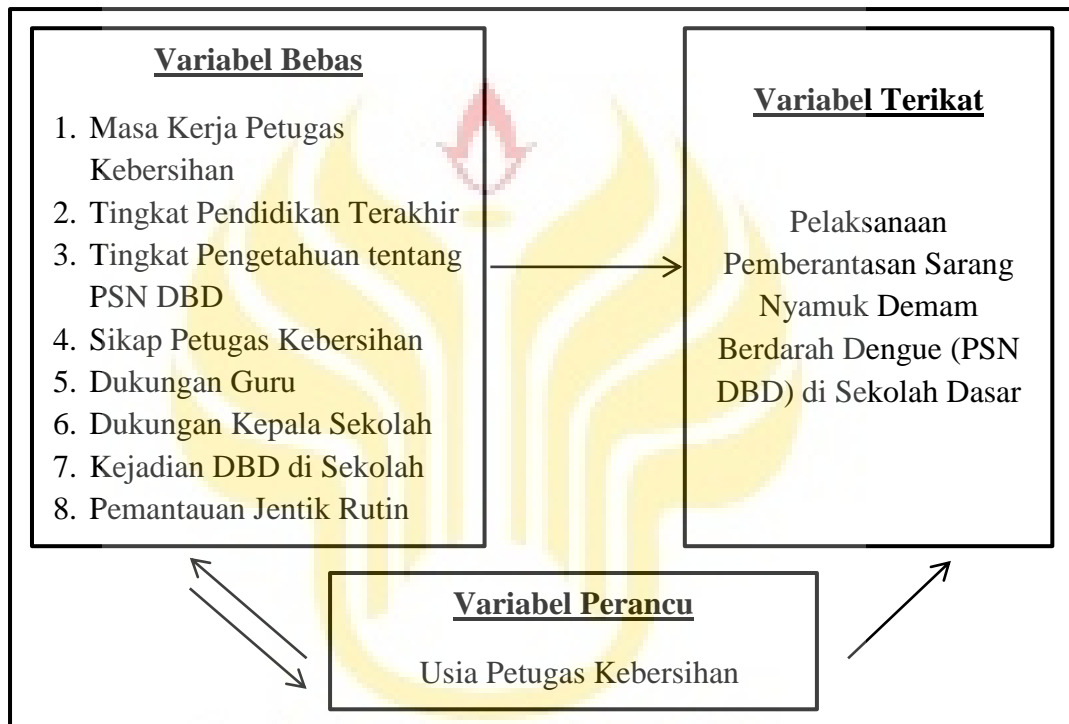 Variabel Bebas
1. Masa Kerja Petugas
Kebersihan
2. Tingkat Pendidikan Terakhir
3. Tingkat Pengetahuan tentang
PSN DBD
4. Sikap Petugas Kebersihan
5. Dukungan Guru
6. Dukungan Kepala Sekolah
7. Kejadian DBD di Sekolah
8. Pemantauan Jentik Rutin
Variabel Terikat
Pelaksanaan
Pemberantasan Sarang
Nyamuk Demam
Berdarah Dengue (PSN
DBD) di Sekolah Dasar
Variabel Perancu
Usia Petugas Kebersihan